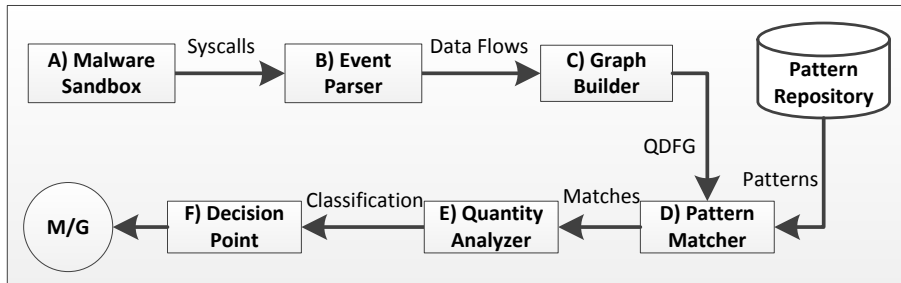 Syscalls
Data Flows
A) Malware
Sandbox
B) Event
Parser
C) Graph
Builder
Pattern
Repository
QDFG
Patterns
Classification
Matches
M/G
F) Decision
Point
E) Quantity
Analyzer
D) Pattern
Matcher